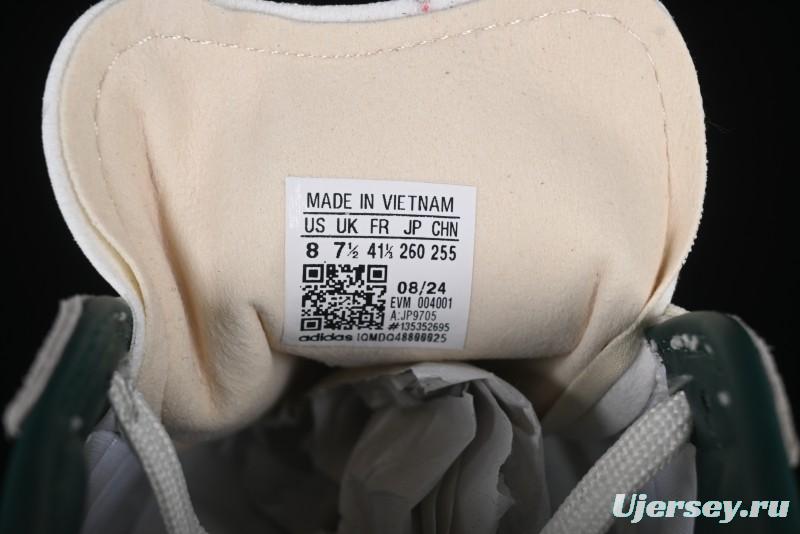 MADE IN VIETNAM
US UK FR JP CHN
8 7½ 41⅓ 260 255
08/24
EVM 004001
A:JP9705
#135352695
adidas IQMDQ48800025
Ujersey.ru